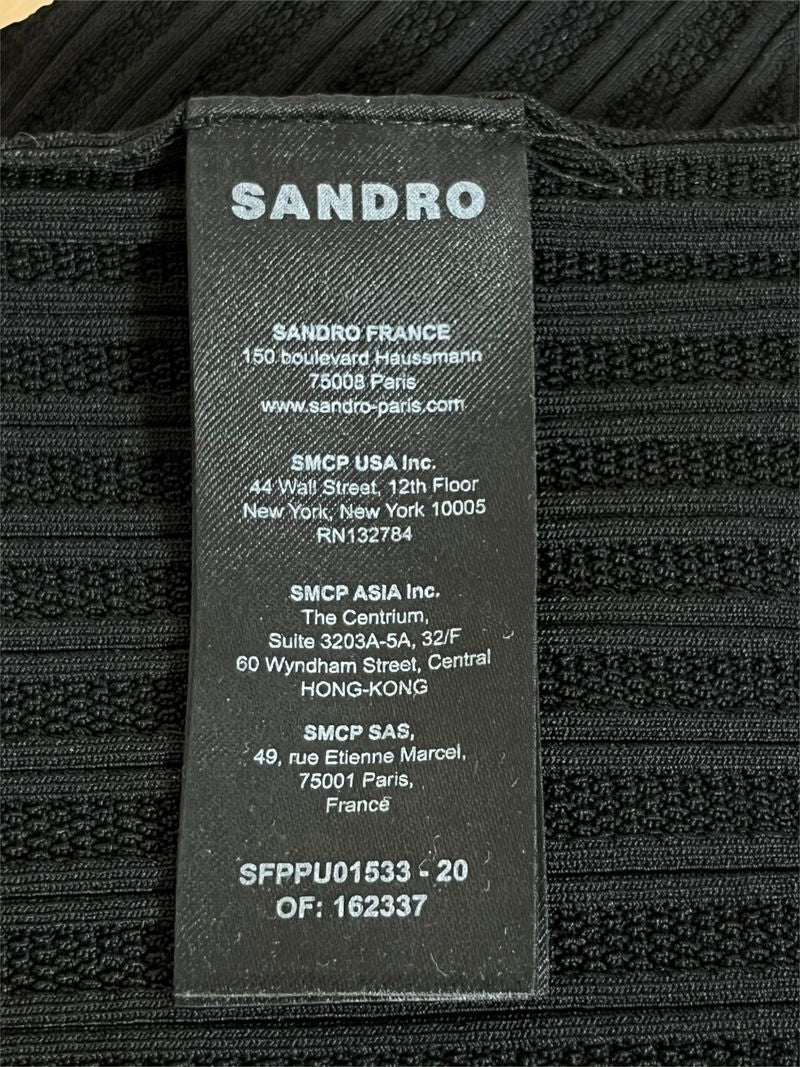 SANDRO
SANDRO FRANCE
150 boulevard Haussmann
75008 Paris
www.sandro-paris.com
SMCP USA Inc.
44 Wall Street, 12th Floor
New York, New York 10005
RN132784
SMCP ASIA Inc.
The Centrium,
Suite 3203A-5A, 32/F
60 Wyndham Street, Central
HONG-KONG
SMCP SAS,
49, rue Etienne Marcel,
75001 Paris,
France
SFPPU01533 - 20
OF: 162337